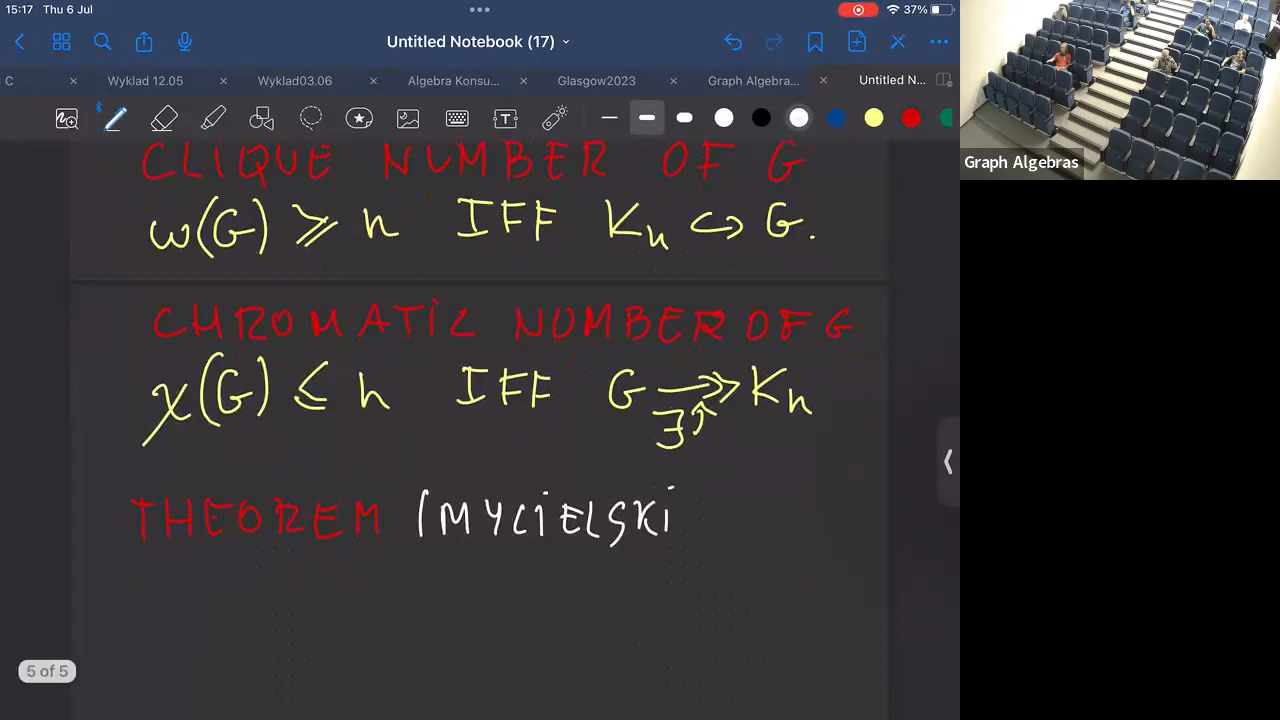 15:17 Thu 6 Jul 37%
Untitled Notebook (17)
C Wyklad 12.05 Wyklad03.06 Algebra Konsu... Glasgow2023 Graph Algebra... Untitled N...
Graph Algebras
CLIQUE NUMBER OF G
ω(G) ⩾ n IFF Kₙ ↪ G.
CHROMATIC NUMBER OF G
χ(G) ≤ n IFF G ↠ Kₙ
∃
THEOREM (MYCIELSKI
5 of 5